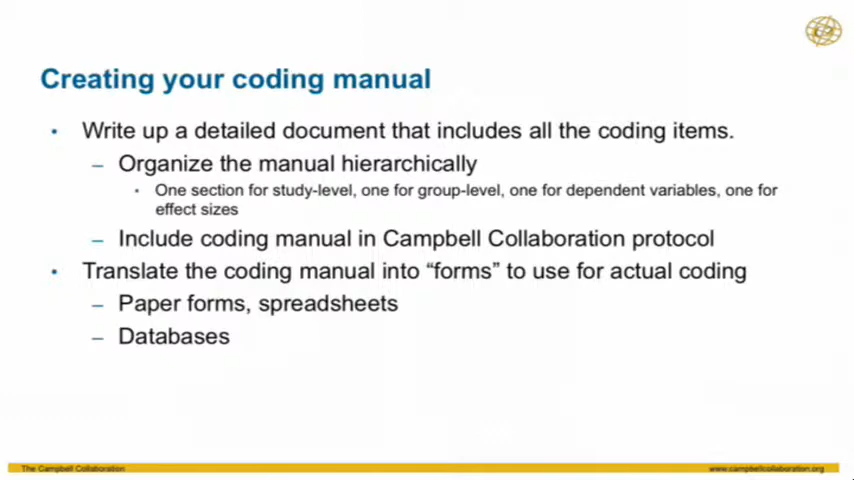 Creating your coding manual
• Write up a detailed document that includes all the coding items.
– Organize the manual hierarchically
• One section for study-level, one for group-level, one for dependent variables, one for
effect sizes
– Include coding manual in Campbell Collaboration protocol
• Translate the coding manual into “forms” to use for actual coding
– Paper forms, spreadsheets
– Databases
The Campbell Collaboration
www.campbellcollaboration.org